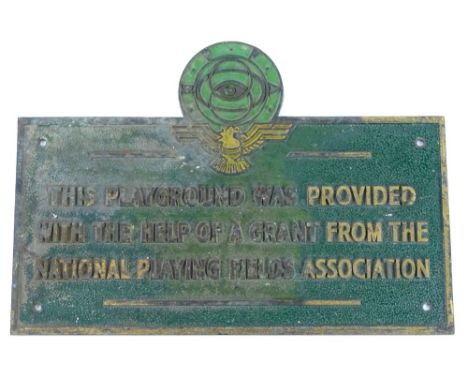 THIS PLAYGROUND WAS PROVIDED
WITH THE HELP OF A GRANT FROM THE
NATIONAL PLAYING FIELDS ASSOCIATION